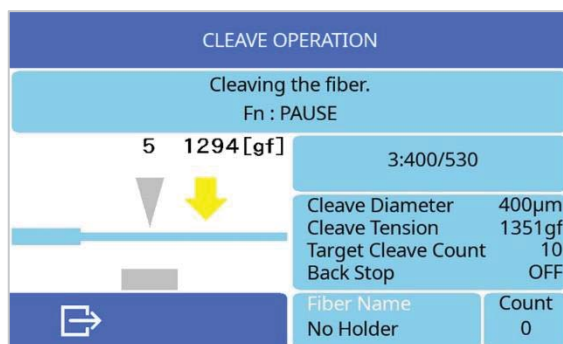 CLEAVE OPERATION
Cleaving the fiber.
Fn : PAUSE
5 1294[gf]
3:400/530
Cleave Diameter 400μm
Cleave Tension 1351gf
Target Cleave Count 10
Back Stop OFF
Fiber Name Count
No Holder 0